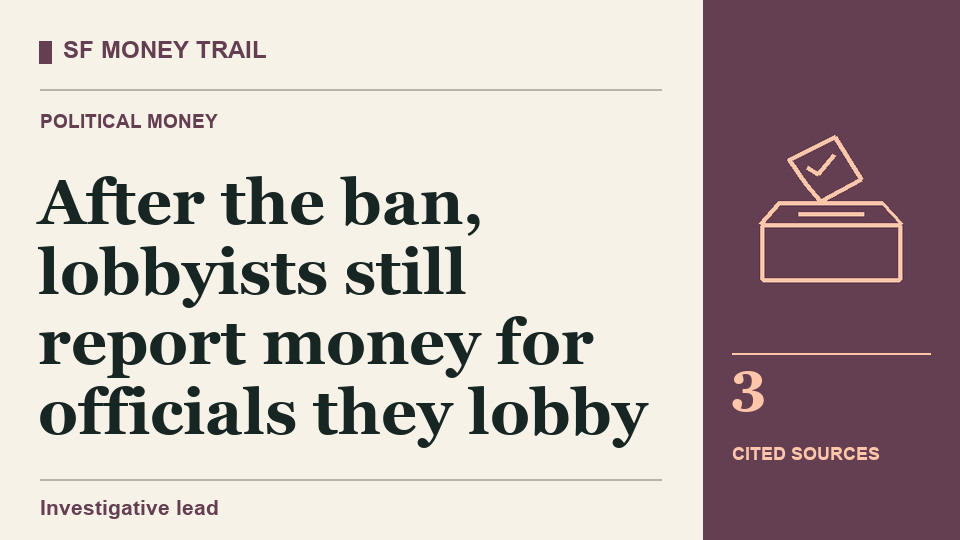 SF MONEY TRAIL
POLITICAL MONEY
After the ban,
lobbyists still
report money for
officials they lobby
Investigative lead
3
CITED SOURCES